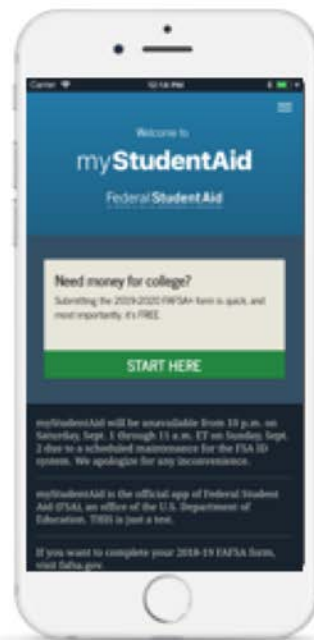 Carrier 12:14 PM
Welcome to
myStudentAid
Federal Student Aid
Need money for college?
Submitting the 2019-2020 FAFSA® form is quick, and
most importantly, it's FREE.
START HERE
myStudentAid will be unavailable from 10 p.m. on
Saturday, Sept. 1 through 11 a.m. ET on Sunday, Sept.
2 due to a scheduled maintenance for the FSA ID
system. We apologize for any inconvenience.
myStudentAid is the official app of Federal Student
Aid (FSA), an office of the U.S. Department of
Education. THIS is just a test.
If you want to complete your 2018-19 FAFSA form,
visit fafsa.gov